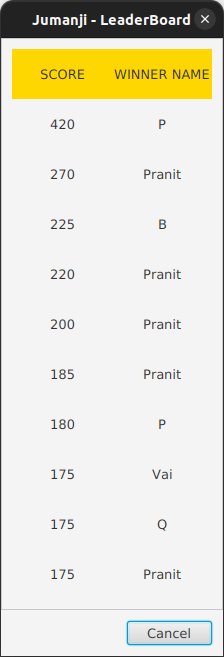 Jumanji - LeaderBoard
SCORE WINNER NAME
420 P
270 Pranit
225 B
220 Pranit
200 Pranit
185 Pranit
180 P
175 Vai
175 Q
175 Pranit
Cancel